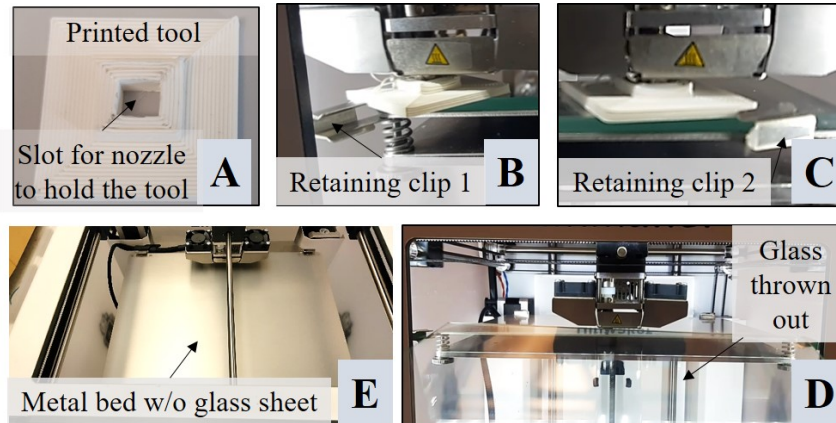 Printed tool
Slot for nozzle
to hold the tool
A
Retaining clip 1
B
Retaining clip 2
C
Metal bed w/o glass sheet
E
Glass
thrown
out
D